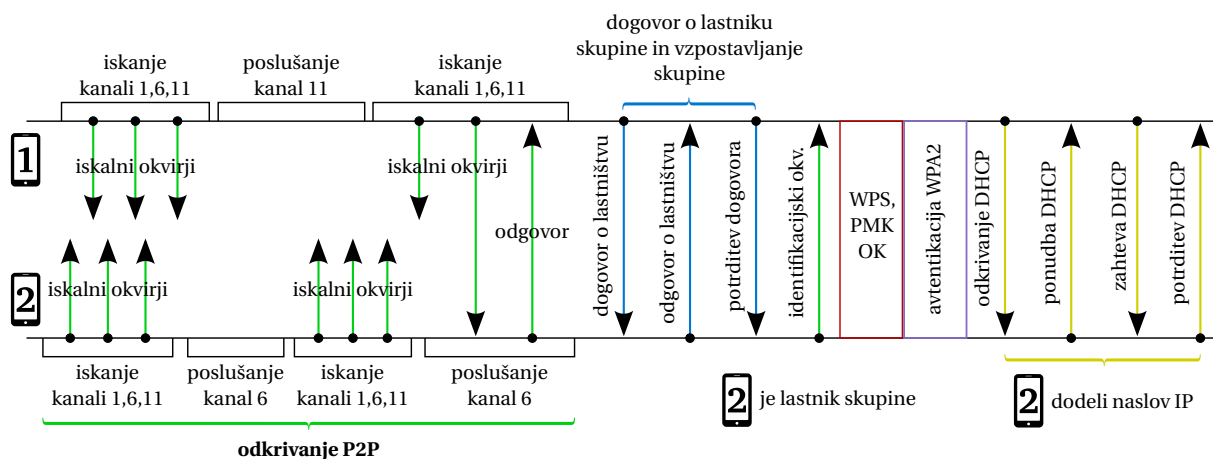 dogovor o lastniku
skupine in vzpostavljanje
skupine
iskanje
kanali 1,6,11
poslušanje
kanal 11
iskanje
kanali 1,6,11
1
iskalni okvirji
iskalni okvirji
odgovor
dogovor o lastništvu
odgovor o lastništvu
potrditev dogovora
identifikacijski okv.
WPS,
PMK
OK
avtentikacija WPA2
odkrivanje DHCP
ponudba DHCP
zahteva DHCP
potrditev DHCP
2
iskalni okvirji
iskalni okvirji
iskanje
kanali 1,6,11
poslušanje
kanal 6
iskanje
kanali 1,6,11
poslušanje
kanal 6
2 je lastnik skupine
2 dodeli naslov IP
odkrivanje P2P